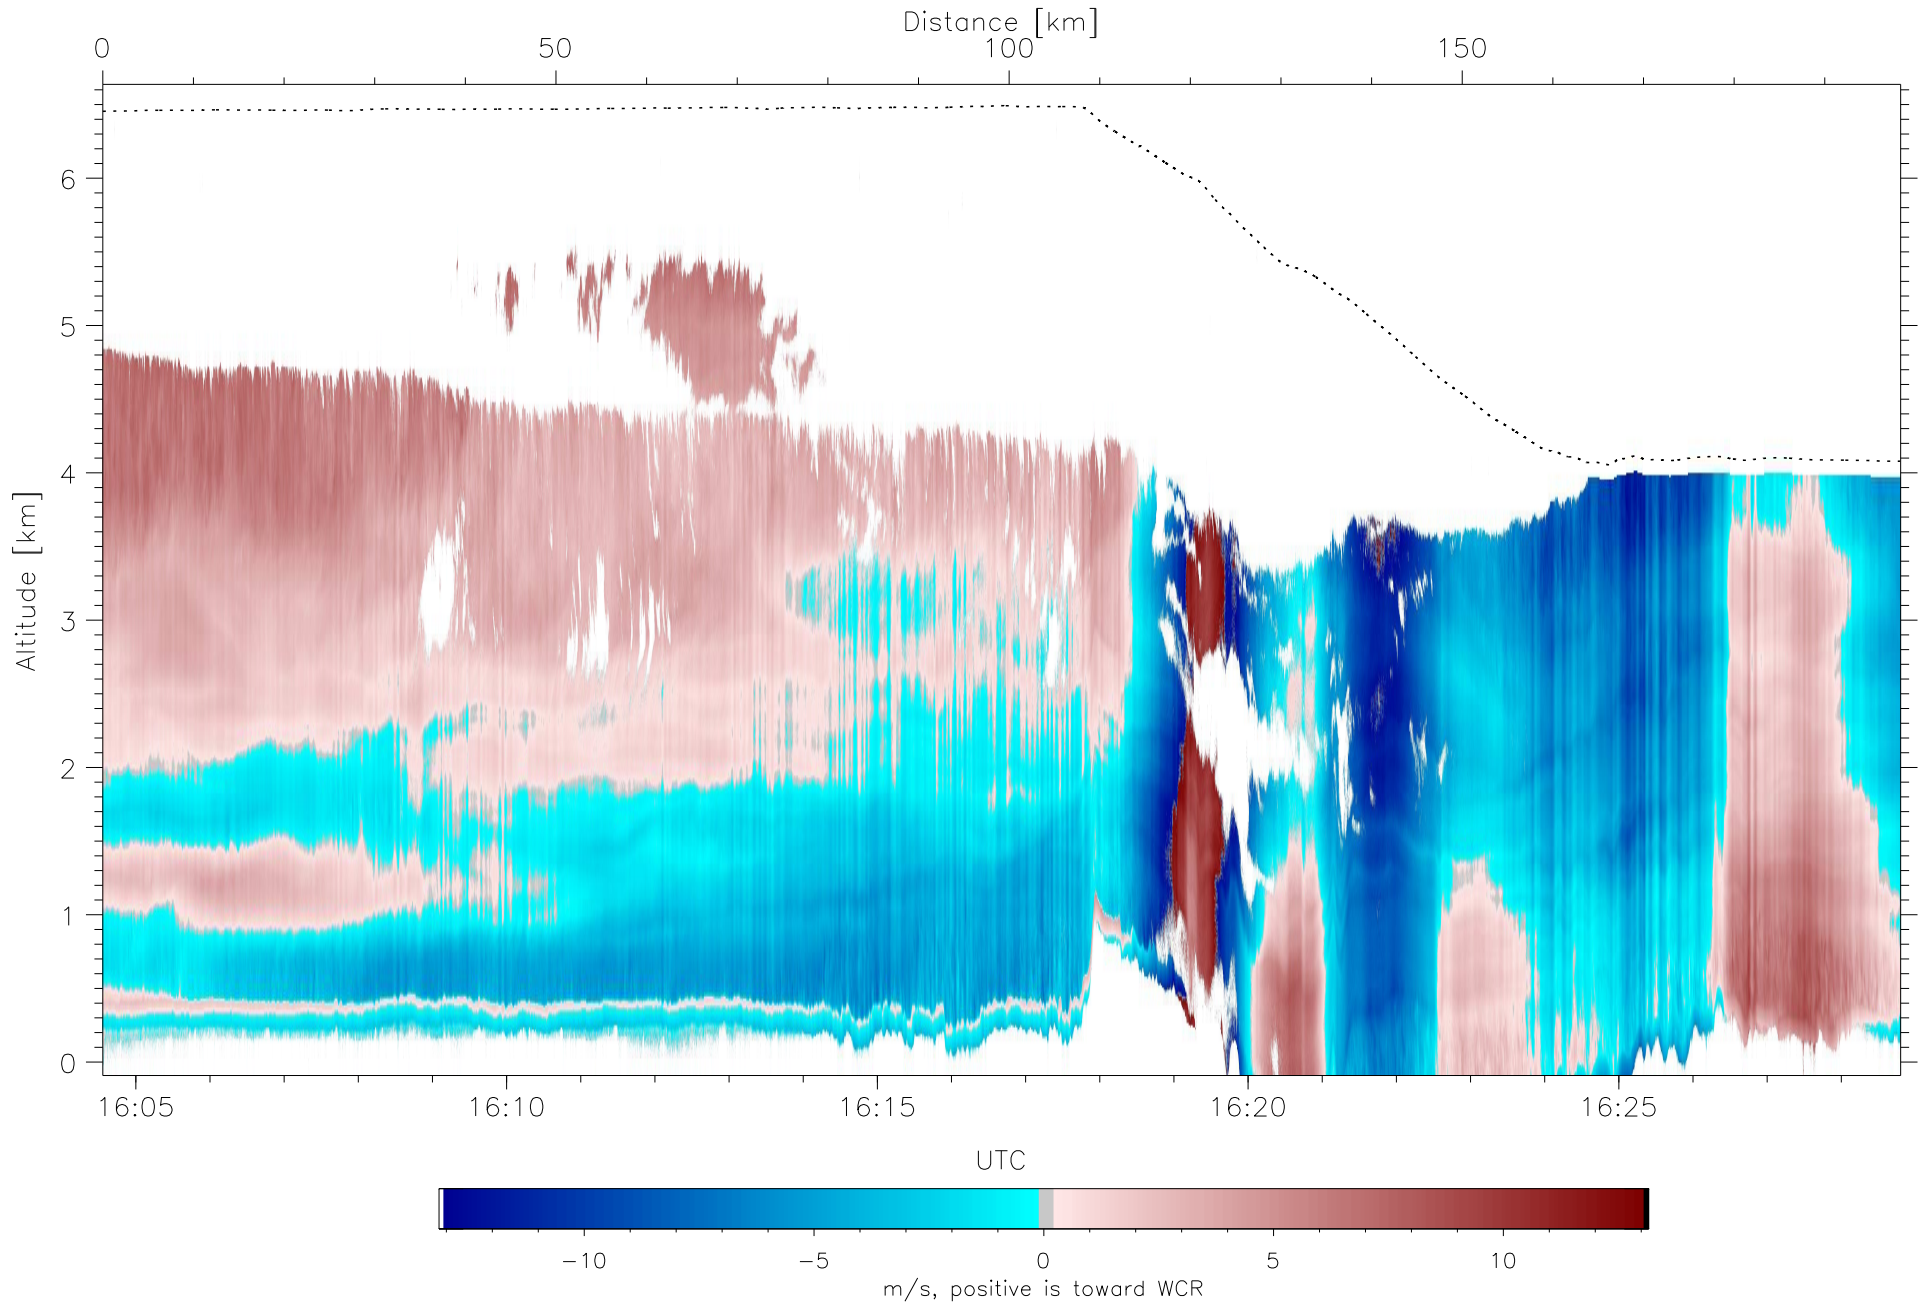 Distance [km]
0 50 100 150
Altitude [km]
6
5
4
3
2
1
0
16:05 16:10 16:15 16:20 16:25
UTC
−10 −5 0 5 10
m/s, positive is toward WCR